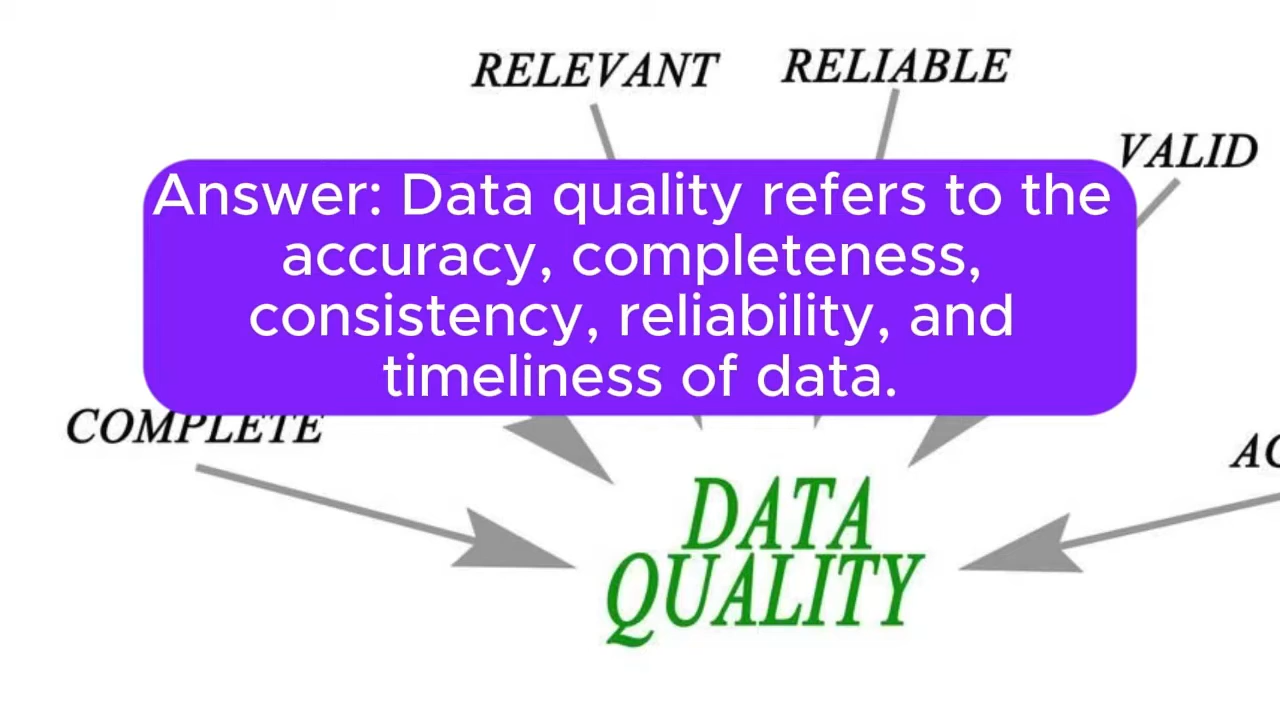 RELEVANT RELIABLE
VALID
Answer: Data quality refers to the
accuracy, completeness,
consistency, reliability, and
timeliness of data.
COMPLETE
DATA
QUALITY